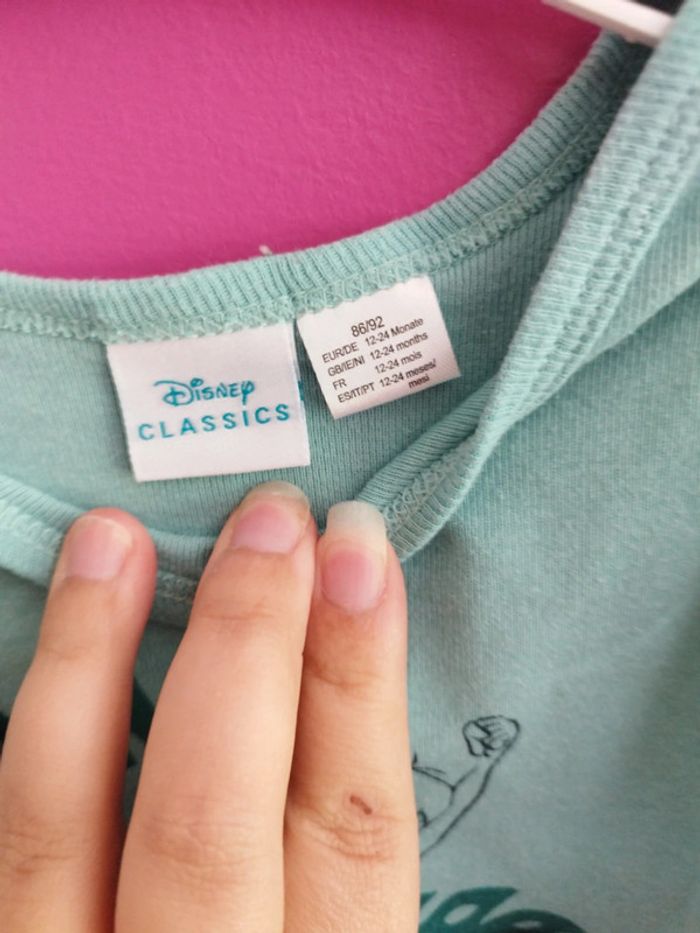 Disney
CLASSICS
86/92
EUR/DE 12-24 Monate
GB/IE/NI 12-24 months
FR 12-24 mois
ES/IT/PT 12-24 meses/
mesi